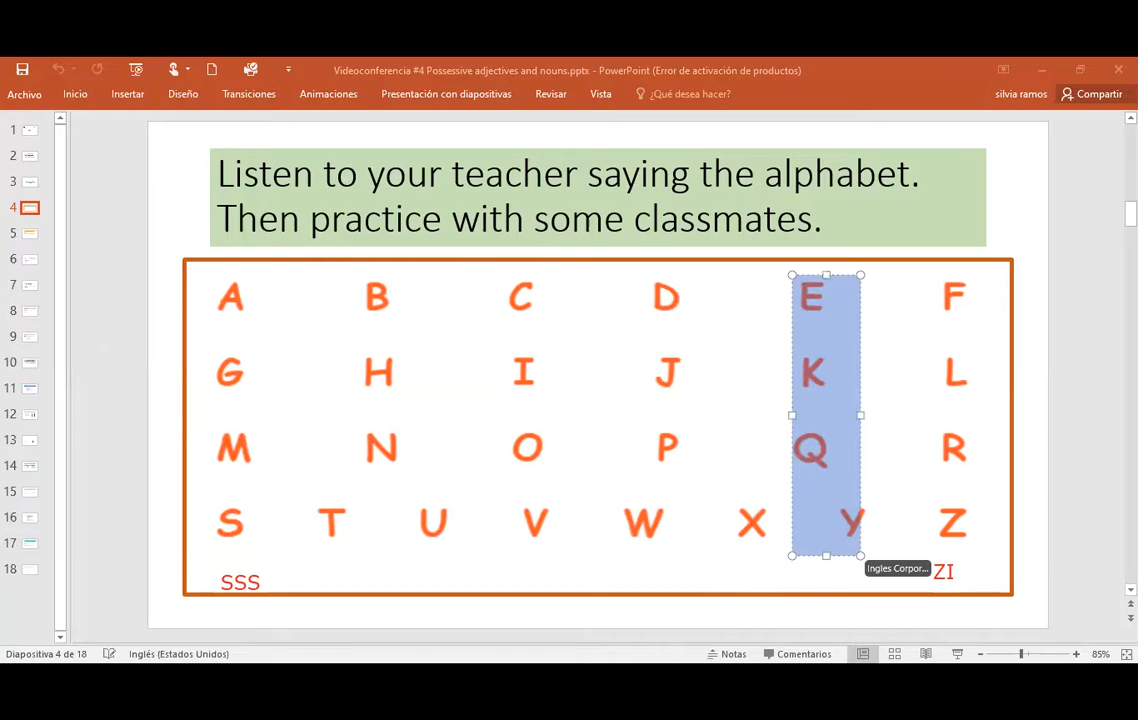 Videoconferencia #4 Possessive adjectives and nouns.pptx - PowerPoint (Error de activación de productos)
Archivo Inicio Insertar Diseño Transiciones Animaciones Presentación con diapositivas Revisar Vista ¿Qué desea hacer? silvia ramos Compartir
1
2
3
4
5
6
7
8
9
10
11
12
13
14
15
16
17
18
Listen to your teacher saying the alphabet.
Then practice with some classmates.
A B C D E F
G H I J K L
M N O P Q R
S T U V W X Y Z
Ingles Corpor...
SSS ZI
Diapositiva 4 de 18 Inglés (Estados Unidos) Notas Comentarios 85%